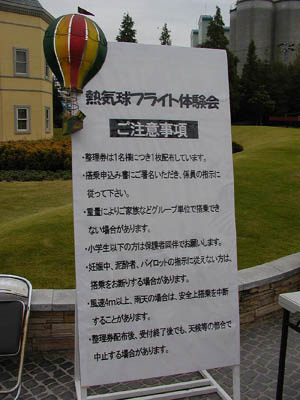 熱気球フライト体験会
ご注意事項
・整理券は1名様につき1枚配布しています。
・搭乗申込み書にご署名いただき、係員の指示に
従って下さい。
・重量によりご家族などグループ単位で搭乗でき
ない場合があります。
・小学生以下の方は保護者同伴でお願いします。
・妊娠中、泥酔者、パイロットの指示に従えない方は、
搭乗をお断りする場合があります。
・風速4m以上、雨天の場合は、安全上搭乗を中断
することがあります。
・整理券配布後、受付終了後でも、天候等の都合で
中止する場合があります。